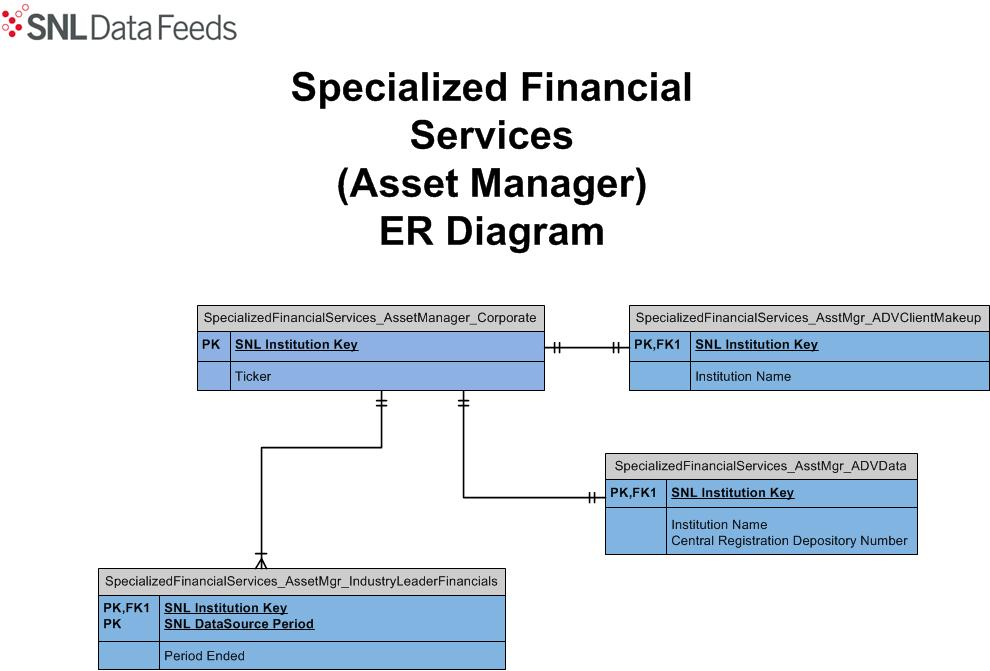 SNL Data Feeds
Specialized Financial
Services
(Asset Manager)
ER Diagram
SpecializedFinancialServices_AssetManager_Corporate
PK SNL Institution Key
Ticker
SpecializedFinancialServices_AsstMgr_ADVClientMakeup
PK,FK1 SNL Institution Key
Institution Name
SpecializedFinancialServices_AsstMgr_ADVData
PK,FK1 SNL Institution Key
Institution Name
Central Registration Depository Number
SpecializedFinancialServices_AssetMgr_IndustryLeaderFinancials
PK,FK1 SNL Institution Key
PK SNL DataSource Period
Period Ended